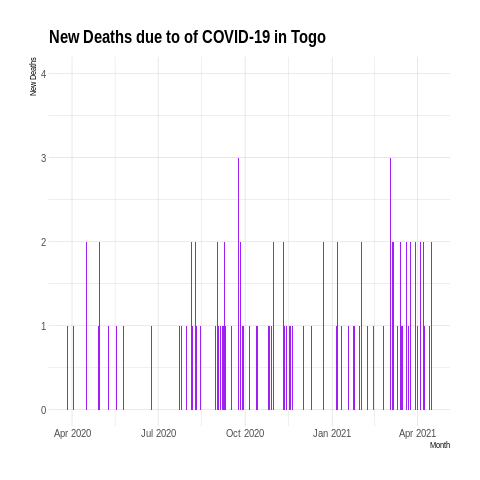 New Deaths due to of COVID-19 in Togo
New Deaths
4
3
2
1
0
Apr 2020 Jul 2020 Oct 2020 Jan 2021 Apr 2021
Month